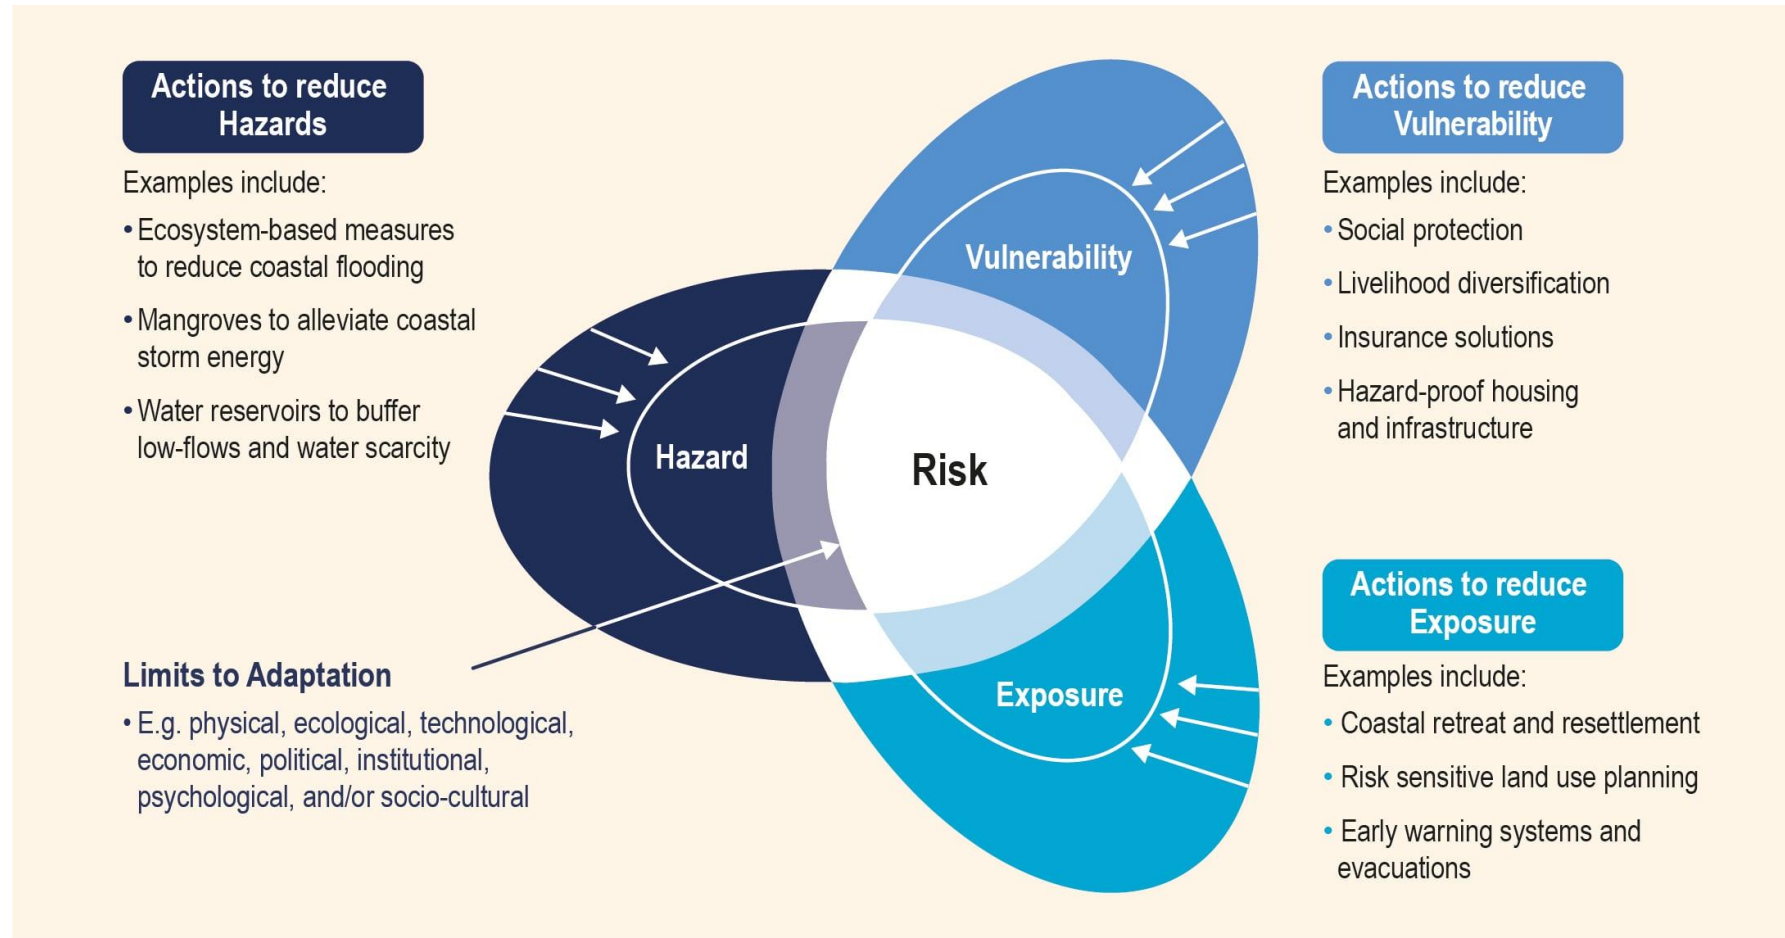 Actions to reduce
Hazards
Examples include:
• Ecosystem-based measures
to reduce coastal flooding
• Mangroves to alleviate coastal
storm energy
• Water reservoirs to buffer
low-flows and water scarcity
Limits to Adaptation
• E.g. physical, ecological, technological,
economic, political, institutional,
psychological, and/or socio-cultural
Vulnerability
Hazard
Risk
Exposure
Actions to reduce
Vulnerability
Examples include:
• Social protection
• Livelihood diversification
• Insurance solutions
• Hazard-proof housing
and infrastructure
Actions to reduce
Exposure
Examples include:
• Coastal retreat and resettlement
• Risk sensitive land use planning
• Early warning systems and
evacuations